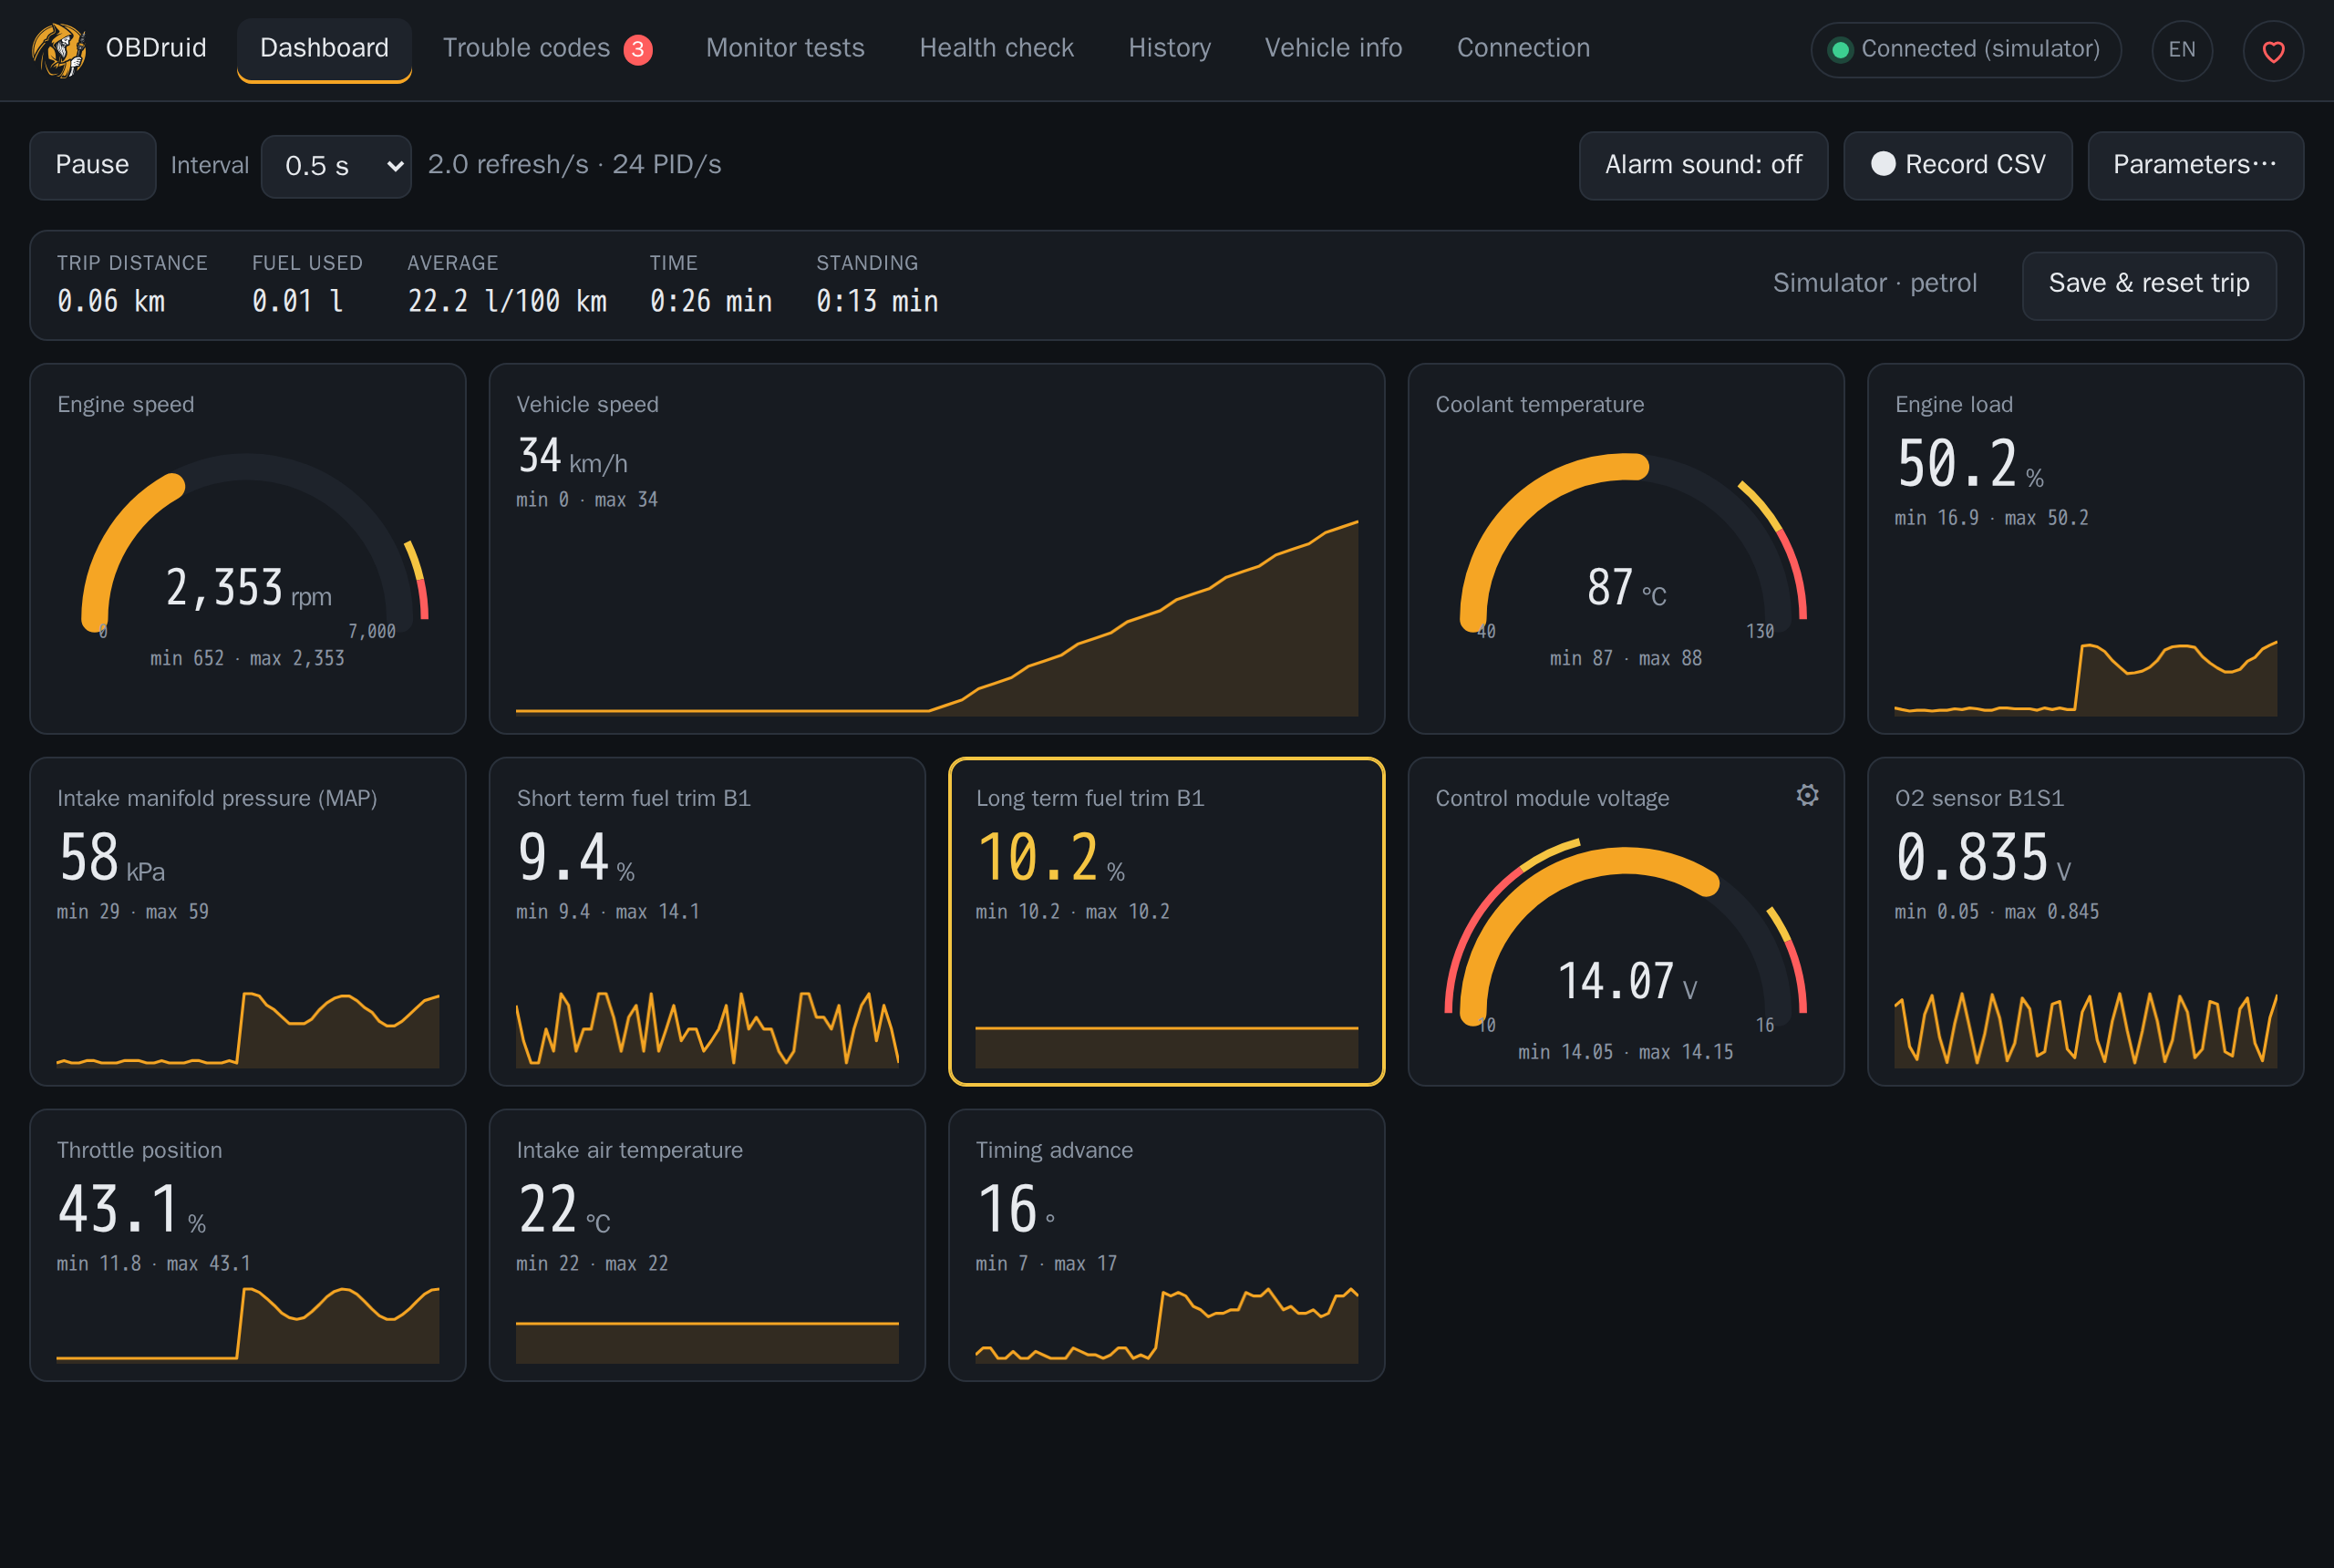 OBDruid Dashboard Trouble codes 3 Monitor tests Health check History Vehicle info Connection Connected (simulator) EN
Pause Interval 0.5 s 2.0 refresh/s · 24 PID/s Alarm sound: off Record CSV Parameters···
TRIP DISTANCE FUEL USED AVERAGE TIME STANDING
0.06 km 0.01 l 22.2 l/100 km 0:26 min 0:13 min
Simulator · petrol Save & reset trip
Engine speed
2,353 rpm
0 7,000
min 652 · max 2,353
Vehicle speed
34 km/h
min 0 · max 34
Coolant temperature
87 °C
40 130
min 87 · max 88
Engine load
50.2 %
min 16.9 · max 50.2
Intake manifold pressure (MAP)
58 kPa
min 29 · max 59
Short term fuel trim B1
9.4 %
min 9.4 · max 14.1
Long term fuel trim B1
10.2 %
min 10.2 · max 10.2
Control module voltage
14.07 V
10 16
min 14.05 · max 14.15
O2 sensor B1S1
0.835 V
min 0.05 · max 0.845
Throttle position
43.1 %
min 11.8 · max 43.1
Intake air temperature
22 °C
min 22 · max 22
Timing advance
16 °
min 7 · max 17